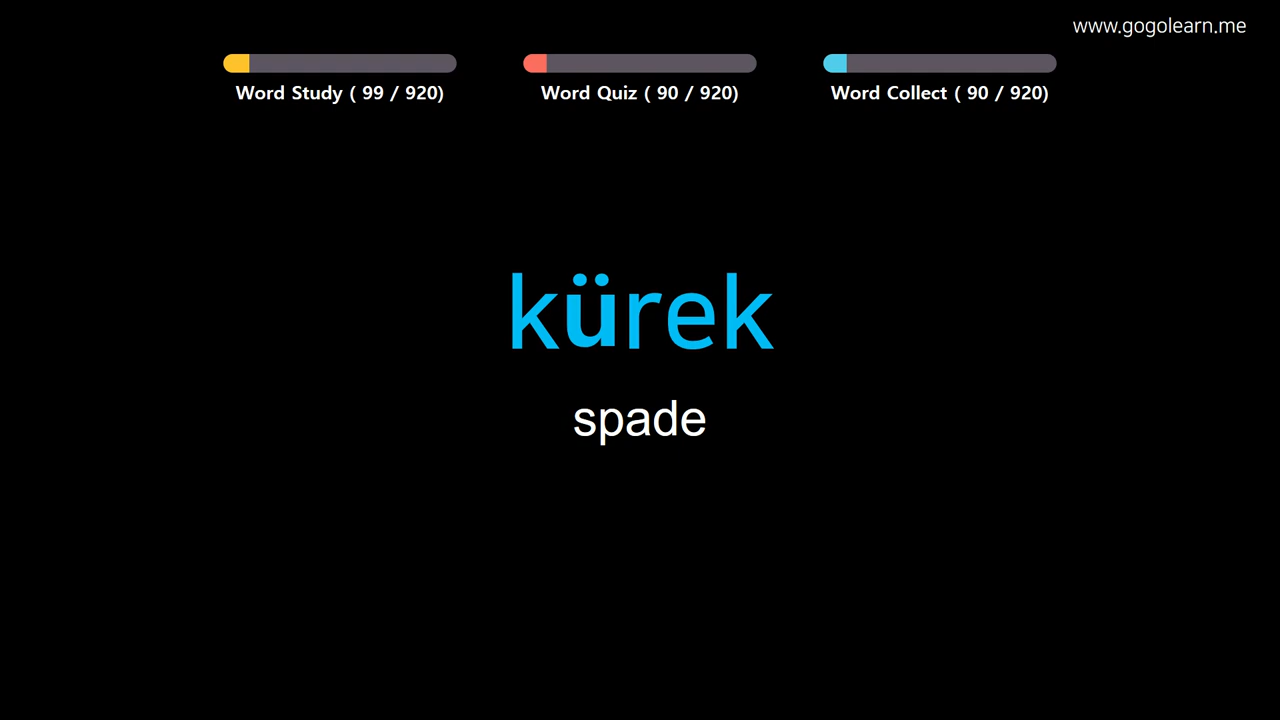 www.gogolearn.me
Word Study ( 99 / 920)
Word Quiz ( 90 / 920)
Word Collect ( 90 / 920)
kürek
spade